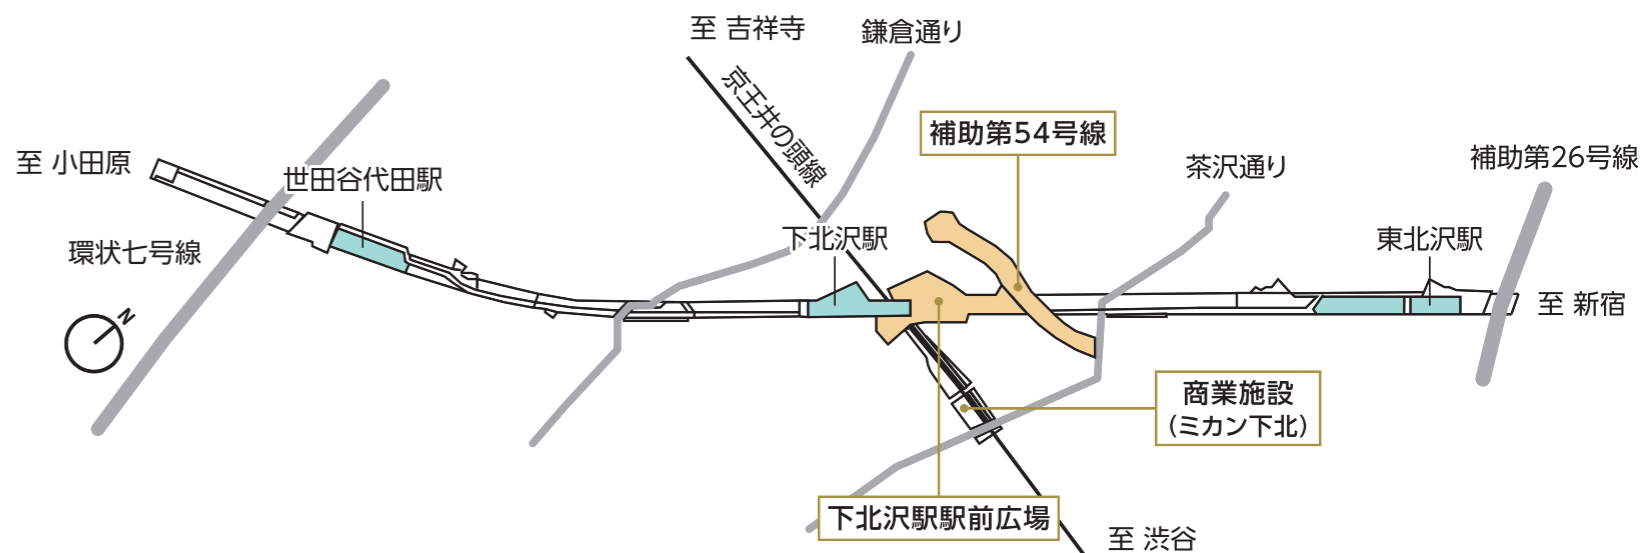 至 吉祥寺
鎌倉通り
京王井の頭線
補助第54号線
至 小田原
世田谷代田駅
茶沢通り
補助第26号線
環状七号線
下北沢駅
東北沢駅
N
至 新宿
商業施設
（ミカン下北）
下北沢駅駅前広場
至 渋谷